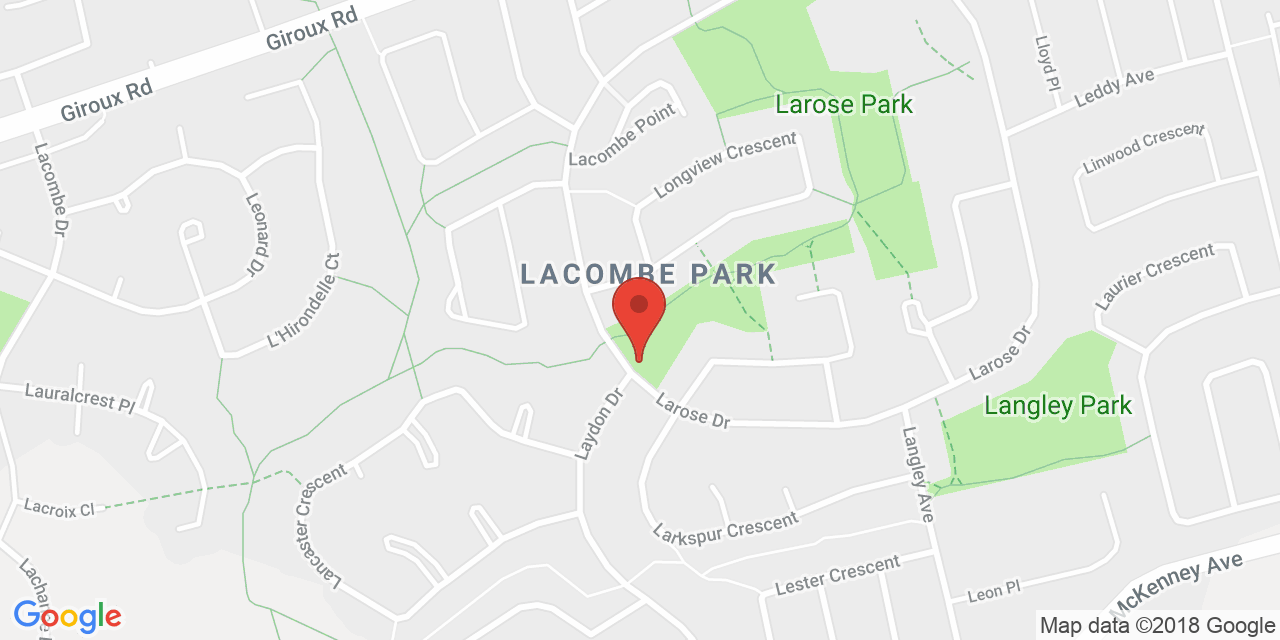 Giroux Rd
Giroux Rd
Lloyd Pl
Leddy Ave
Larose Park
Lacombe Point
Longview Crescent
Linwood Crescent
Lacombe Dr
Leonard Dr
L'Hirondelle Ct
LACOMBE PARK
Laurier Crescent
Larose Dr
Lauralcrest Pl
Laydon Dr
Larose Dr
Langley Park
Langley Ave
Lacroix Cl
Lancaster Crescent
Lancaster
Larkspur Crescent
Lester Crescent
Leon Pl
McKenney Ave
Google
Map data ©2018 Google